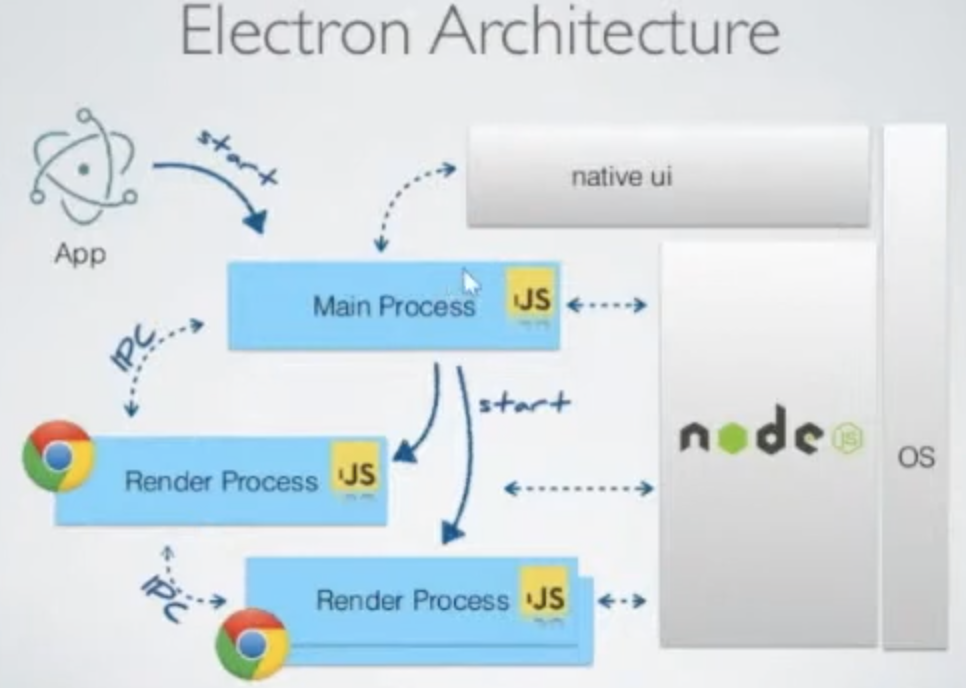 Electron Architecture
start
native ui
App
Main Process
JS
IPC
start
node
JS
OS
Render Process
JS
IPC
Render Process
JS